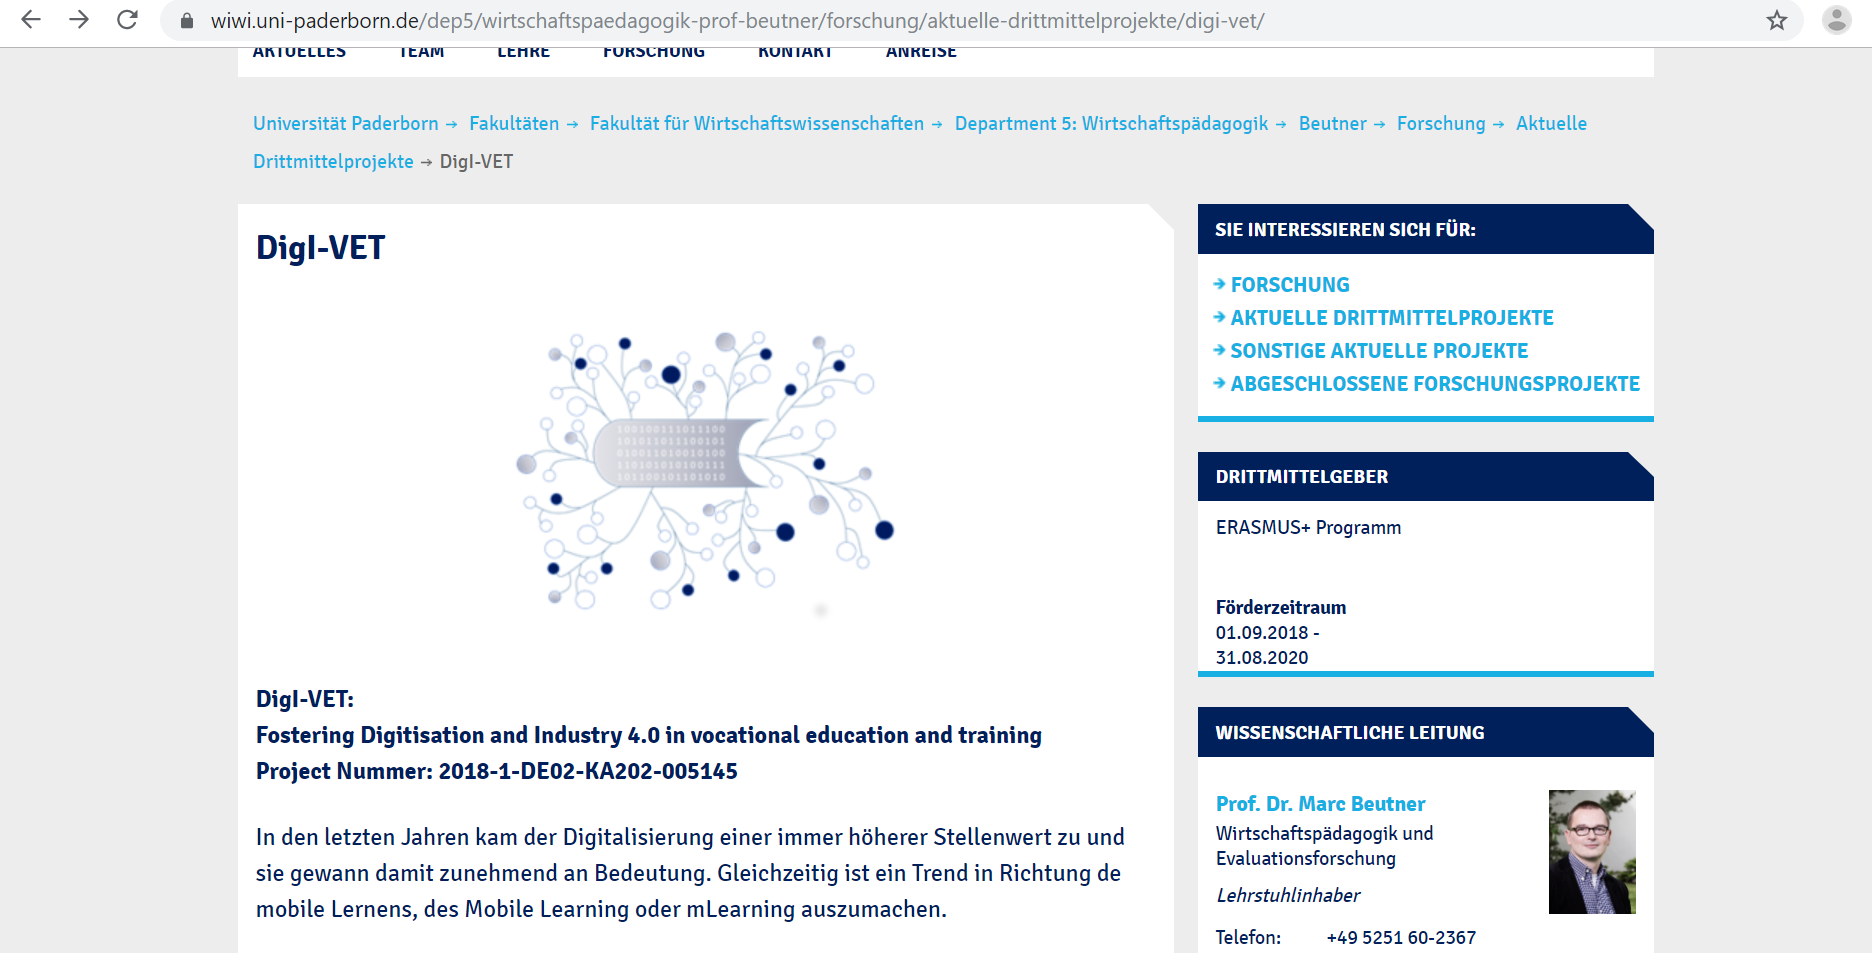 wiwi.uni-paderborn.de/dep5/wirtschaftspaedagogik-prof-beutner/forschung/aktuelle-drittmittelprojekte/digi-vet/
AKTUELLES TEAM LEHRE FORSCHUNG KONTAKT ANREISE
Universität Paderborn → Fakultäten → Fakultät für Wirtschaftswissenschaften → Department 5: Wirtschaftspädagogik → Beutner → Forschung → Aktuelle
Drittmittelprojekte → DigI-VET
DigI-VET
100100111011100
101011011100101
010011010010100
110101101100111
101011011101010
DigI-VET:
Fostering Digitisation and Industry 4.0 in vocational education and training
Project Nummer: 2018-1-DE02-KA202-005145
In den letzten Jahren kam der Digitalisierung einer immer höherer Stellenwert zu und
sie gewann damit zunehmend an Bedeutung. Gleichzeitig ist ein Trend in Richtung de
mobile Lernens, des Mobile Learning oder mLearning auszumachen.
SIE INTERESSIEREN SICH FÜR:
→ FORSCHUNG
→ AKTUELLE DRITTMITTELPROJEKTE
→ SONSTIGE AKTUELLE PROJEKTE
→ ABGESCHLOSSENE FORSCHUNGSPROJEKTE
DRITTMITTELGEBER
ERASMUS+ Programm
Förderzeitraum
01.09.2018 -
31.08.2020
WISSENSCHAFTLICHE LEITUNG
Prof. Dr. Marc Beutner
Wirtschaftspädagogik und
Evaluationsforschung
Lehrstuhlinhaber
Telefon: +49 5251 60-2367